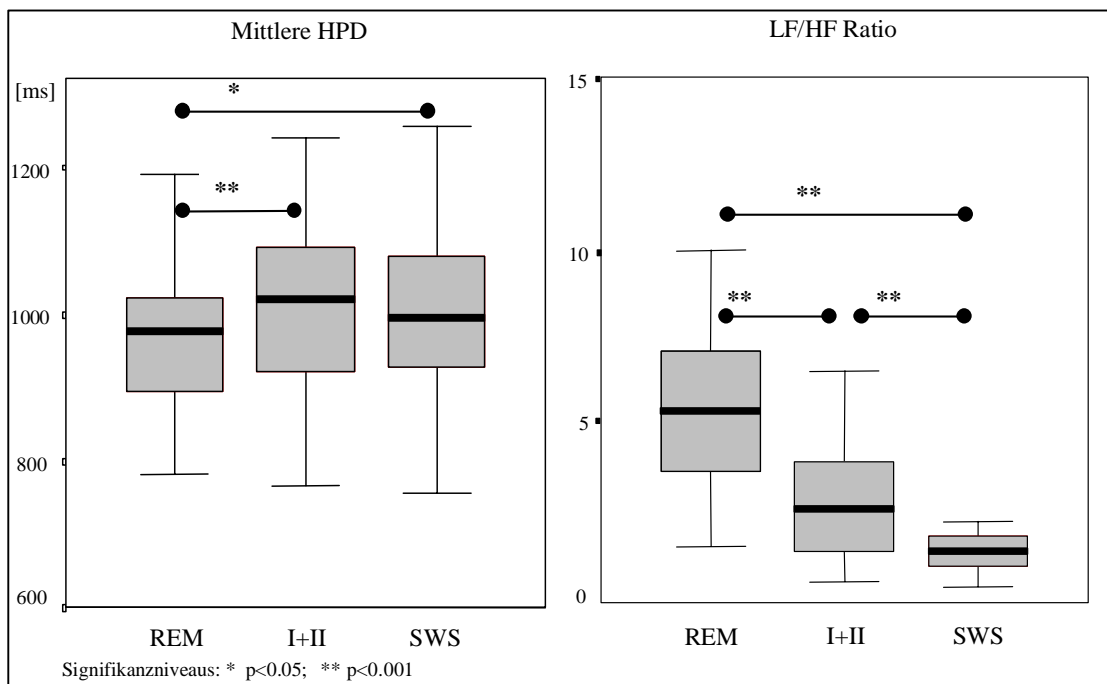 Mittlere HPD
[ms]
1200
1000
800
600
*
**
REM I+II SWS
LF/HF Ratio
15
10
5
0
**
** **
REM I+II SWS
Signifikanzniveaus: * p<0.05; ** p<0.001